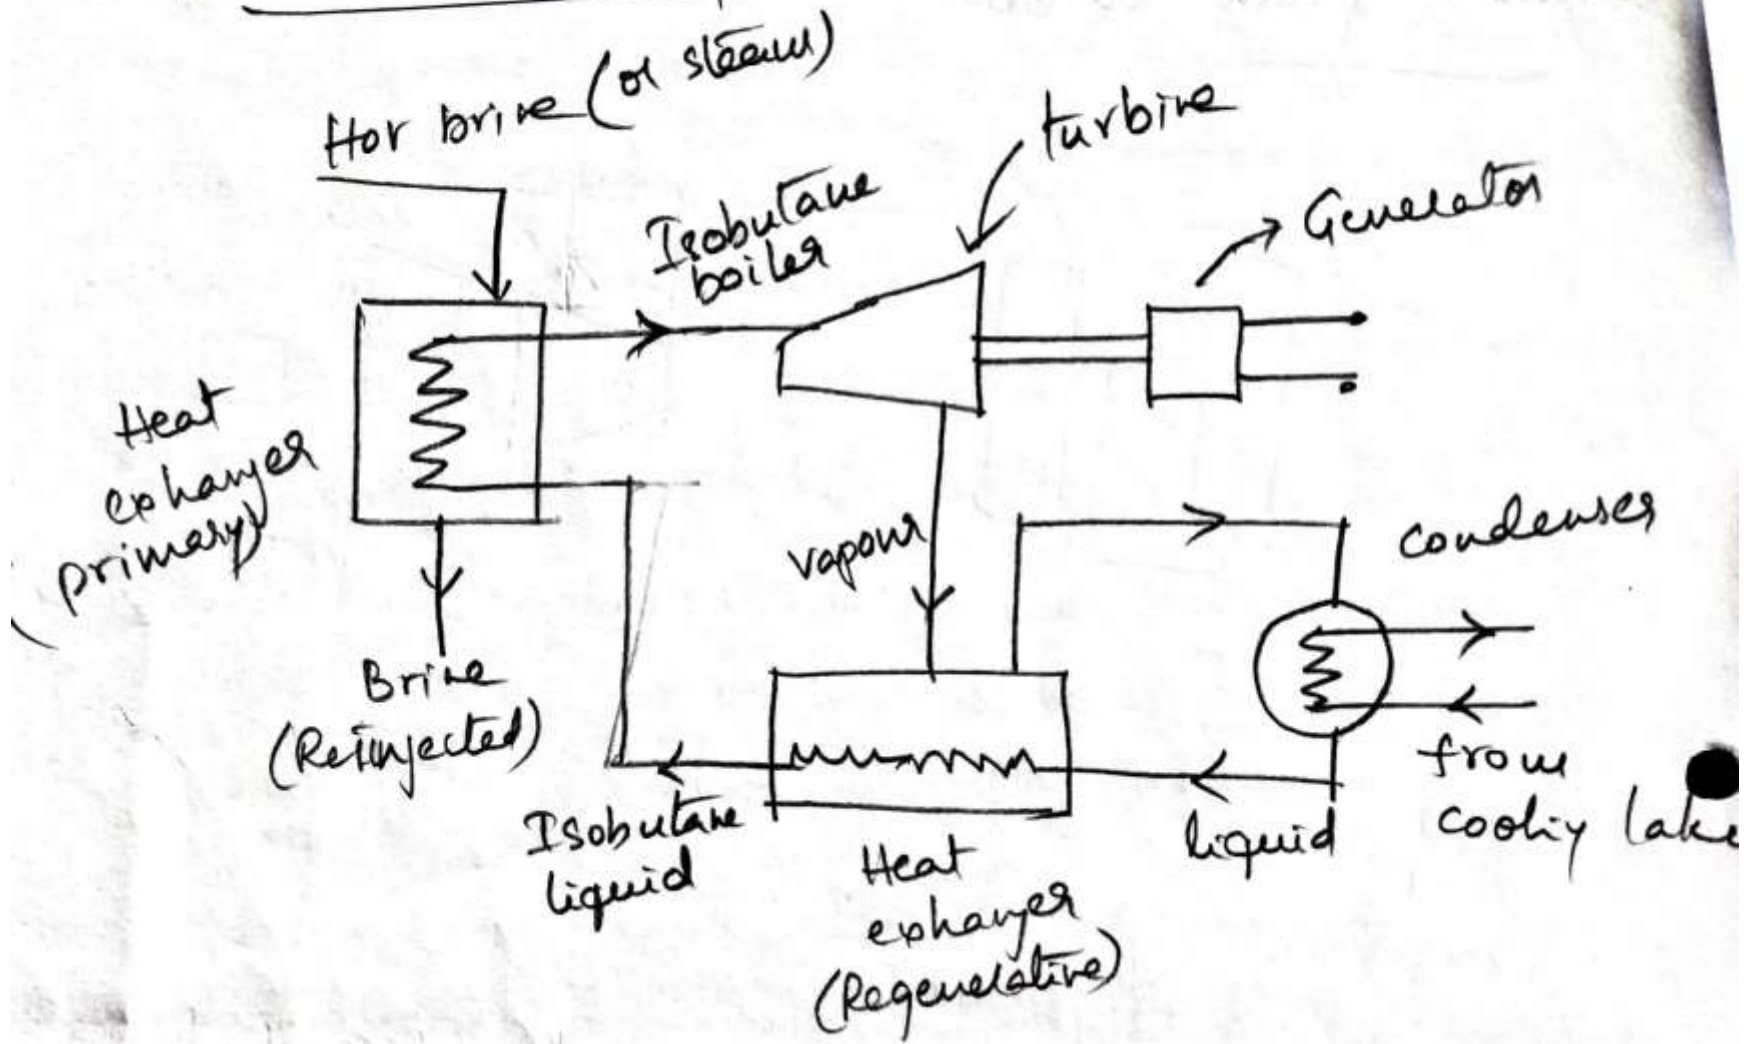 Hot brine (or steam)
turbine
Isobutane
boiler
Generator
Heat
exhanger
primary)
vapour
condenser
Brine
(Reinjected)
from
cooliy lake
Isobutane
liquid
liquid
Heat
exhanger
(Regenerative)